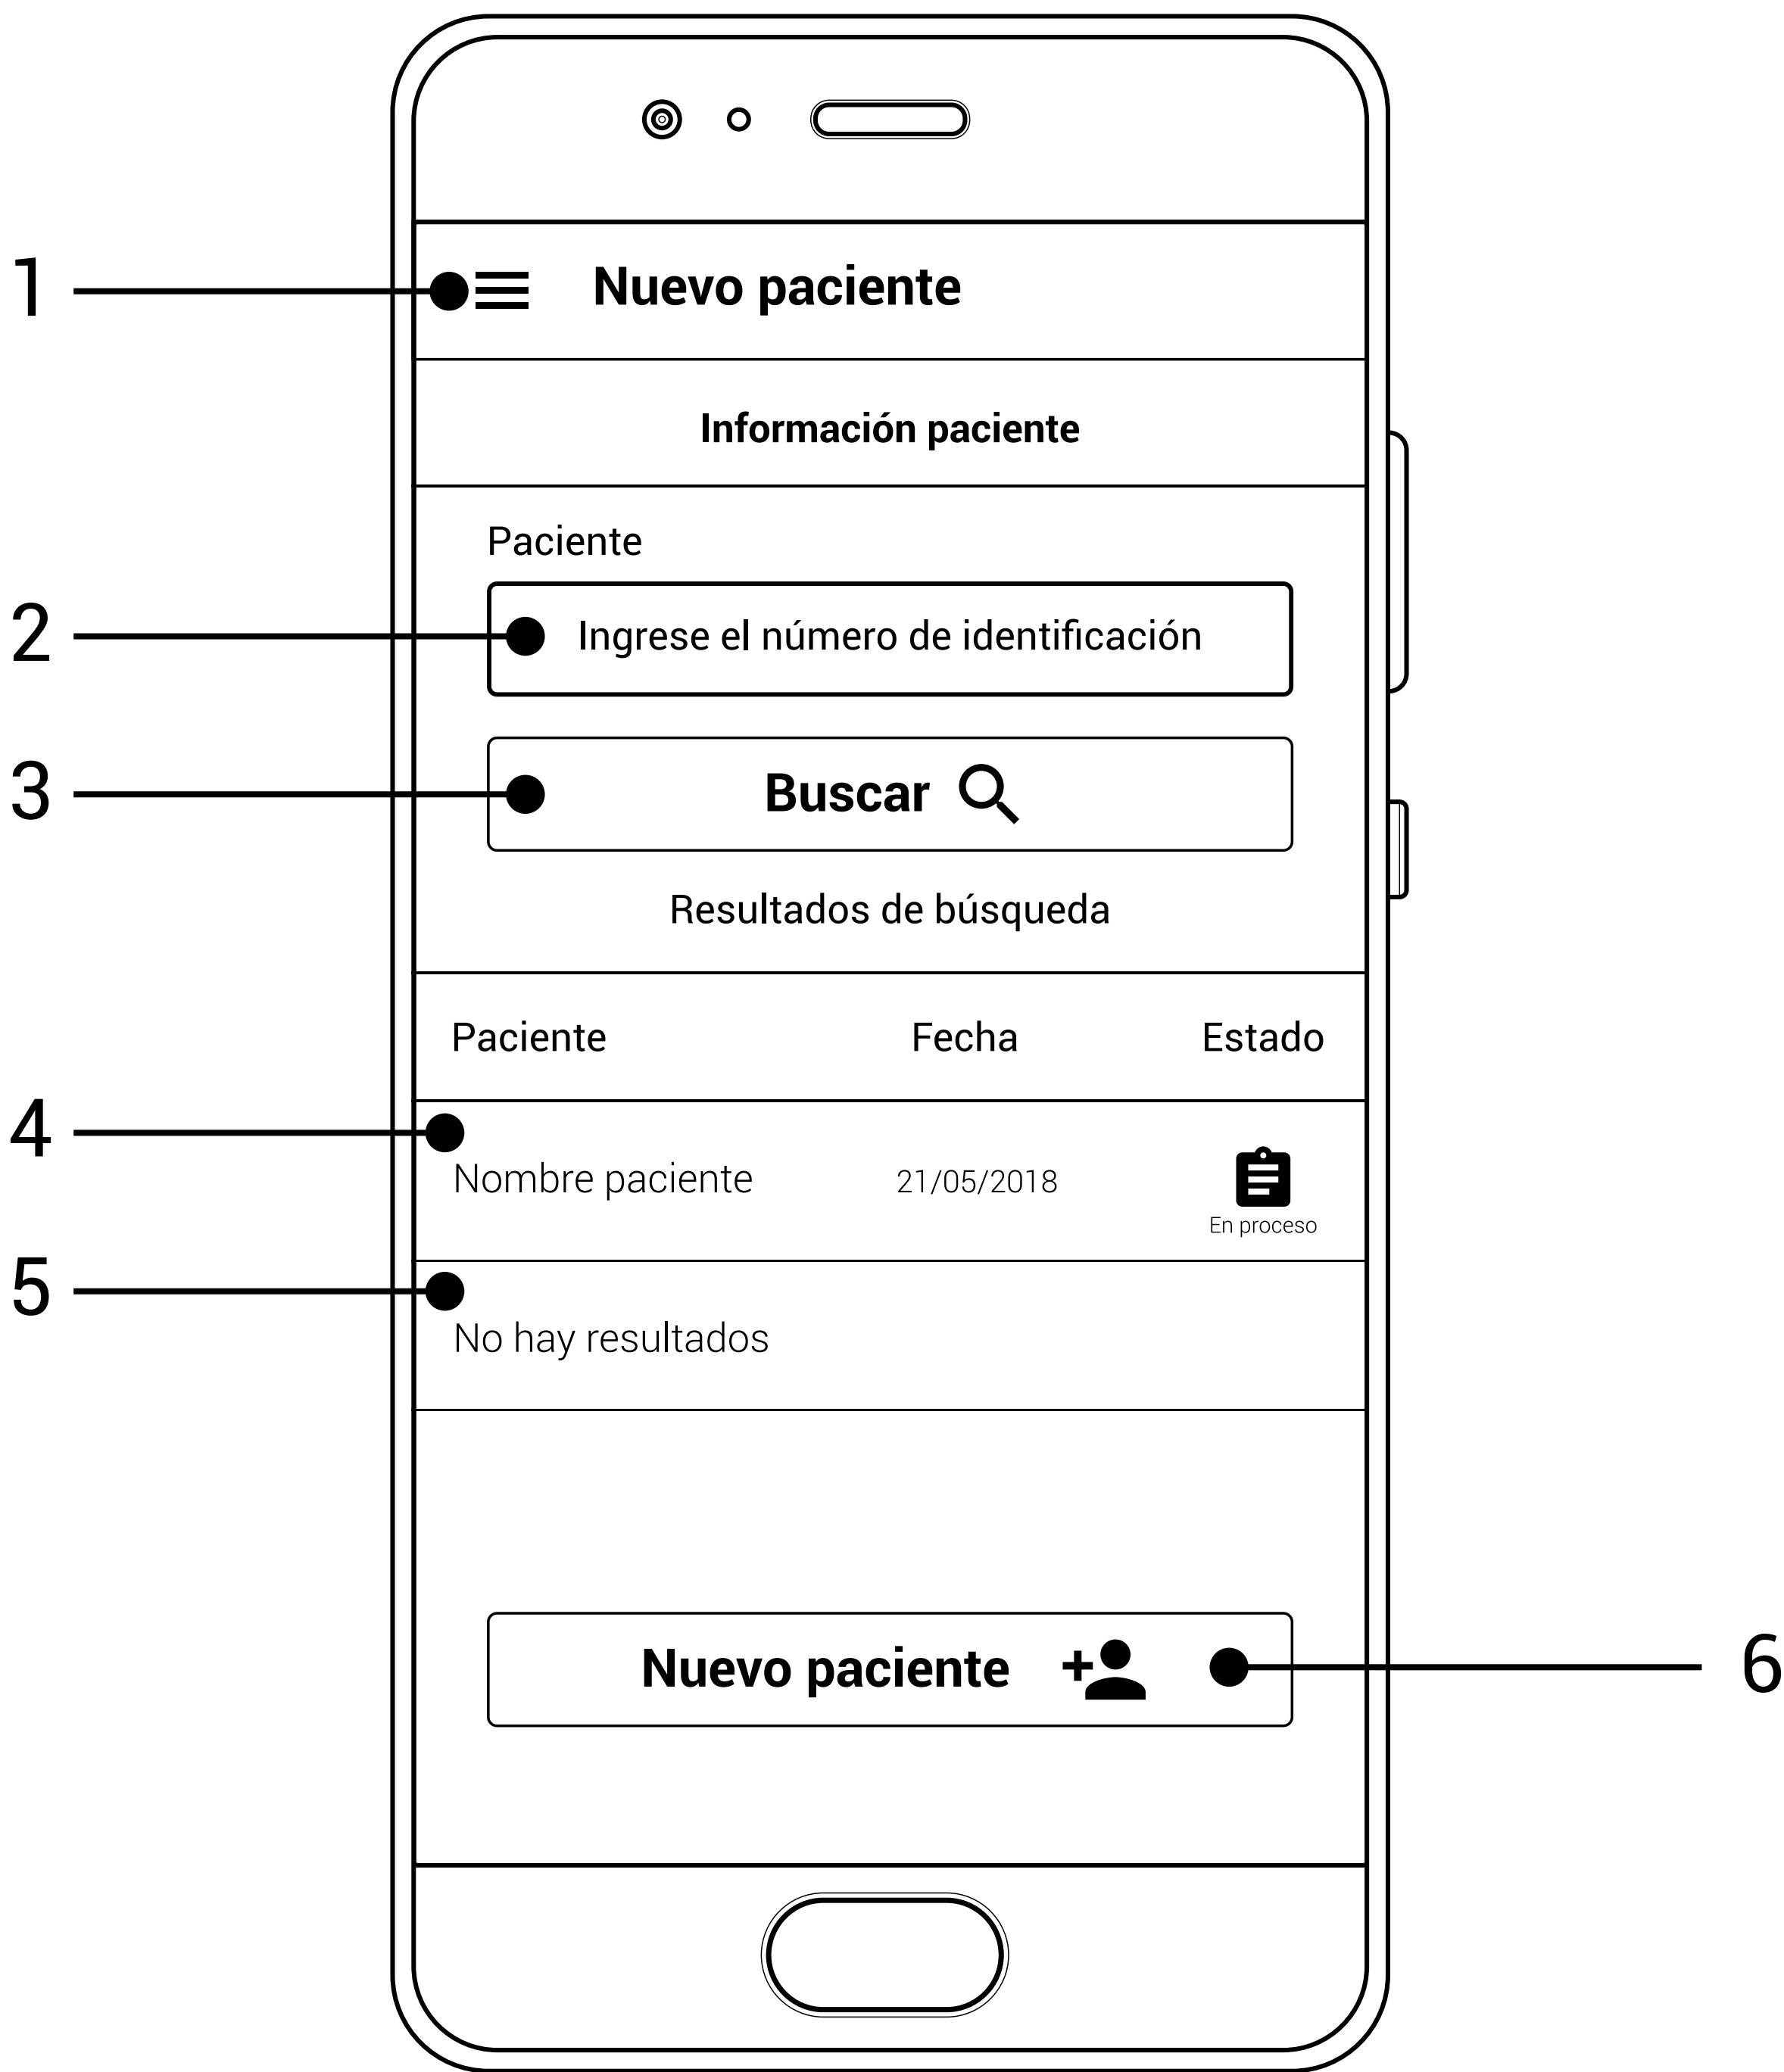 1
Nuevo paciente
Información paciente
Paciente
2
Ingrese el número de identificación
3
Buscar
Resultados de búsqueda
Paciente Fecha Estado
4
Nombre paciente 21/05/2018
En proceso
5
No hay resultados
Nuevo paciente
6